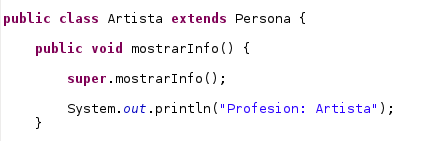 public class Artista extends Persona {
public void mostrarInfo() {
super.mostrarInfo();
System.out.println("Profesion: Artista");
}